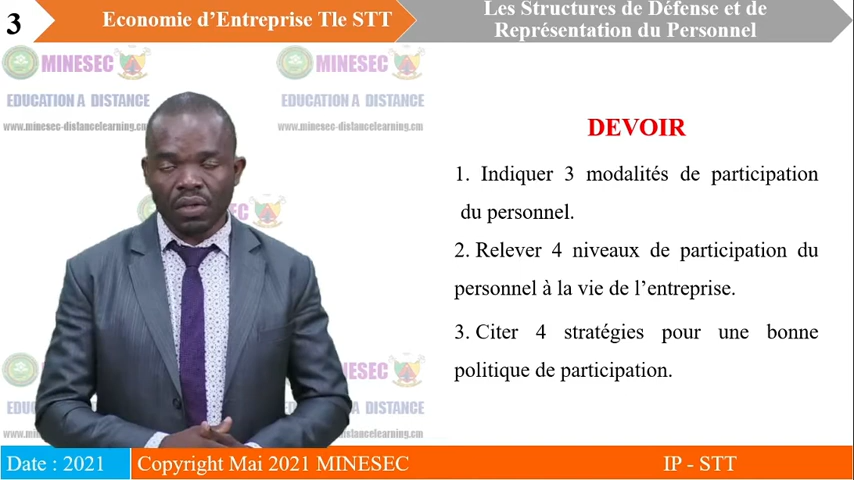 3
Economie d’Entreprise Tle STT
Les Structures de Défense et de
Représentation du Personnel
MINESEC
MINESEC
EDUCATION A DISTANCE
EDUCATION A DISTANCE
www.minesec-distancelearning.cm
www.minesec-distancelearning.cm
DEVOIR
1. Indiquer 3 modalités de participation
du personnel.
2. Relever 4 niveaux de participation du
personnel à la vie de l’entreprise.
3. Citer 4 stratégies pour une bonne
politique de participation.
Date : 2021
Copyright Mai 2021 MINESEC
IP - STT